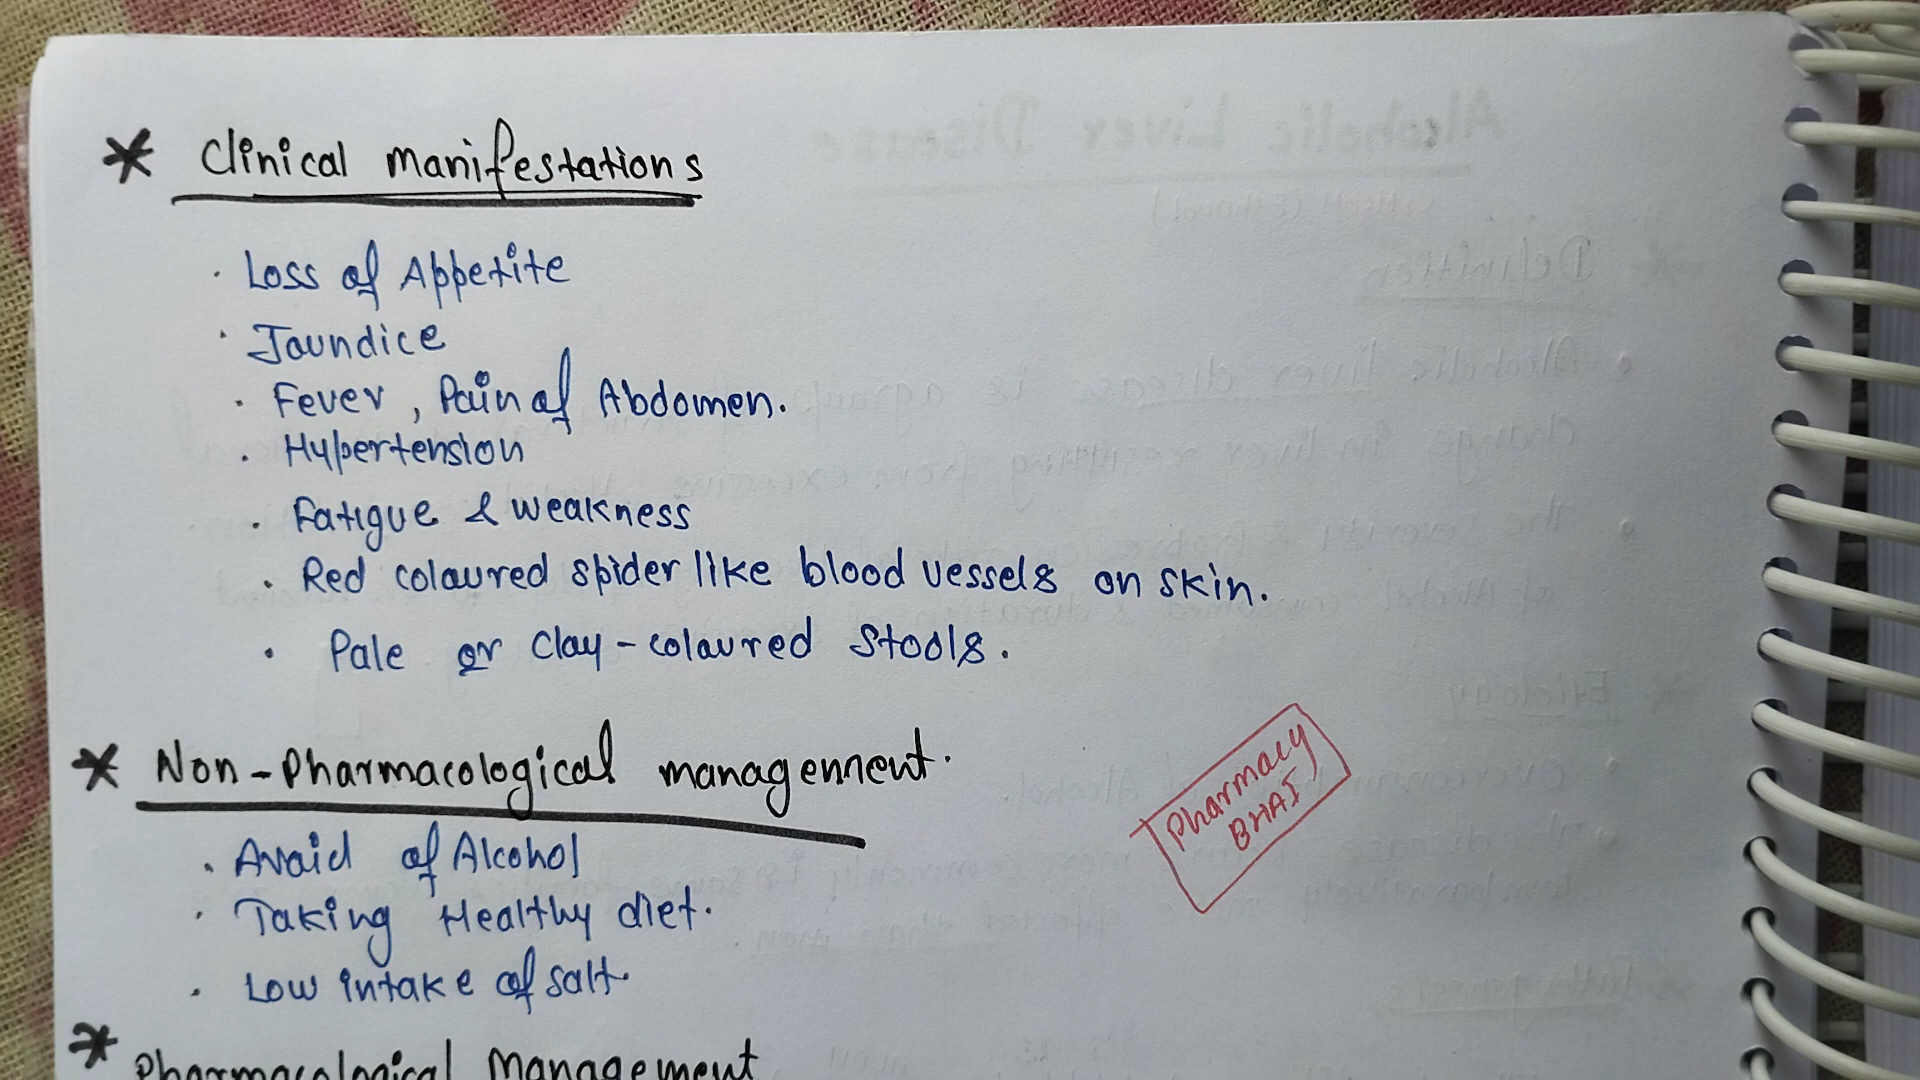 * Clinical manifestations
· Loss of Appetite
· Jaundice
· Fever, Pain of Abdomen.
· Hypertension
· Fatigue & weakness
· Red coloured spider like blood vessels on skin.
· Pale or Clay-coloured Stools.
* Non-Pharmacological management.
· Avoid of Alcohol
· Taking Healthy diet.
· Low intake of salt.
Pharmacy
BHAI
* Pharmacological Management